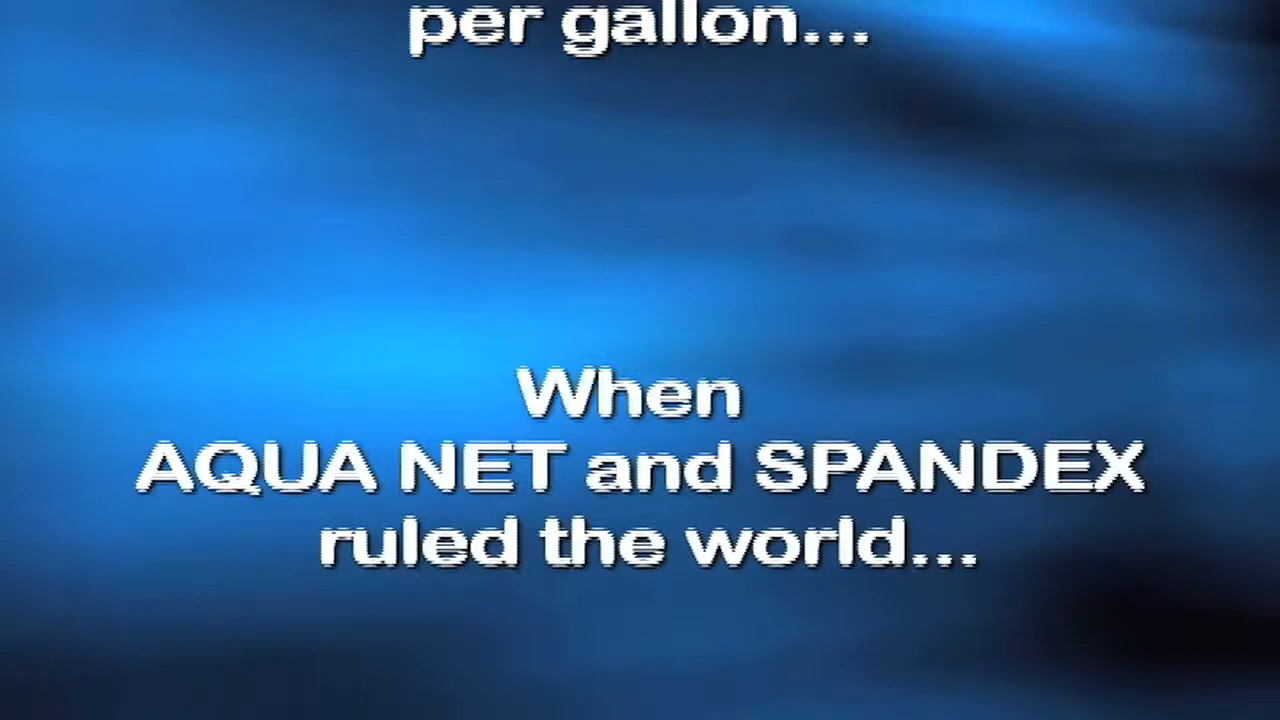 per gallon...
When
AQUA NET and SPANDEX
ruled the world...